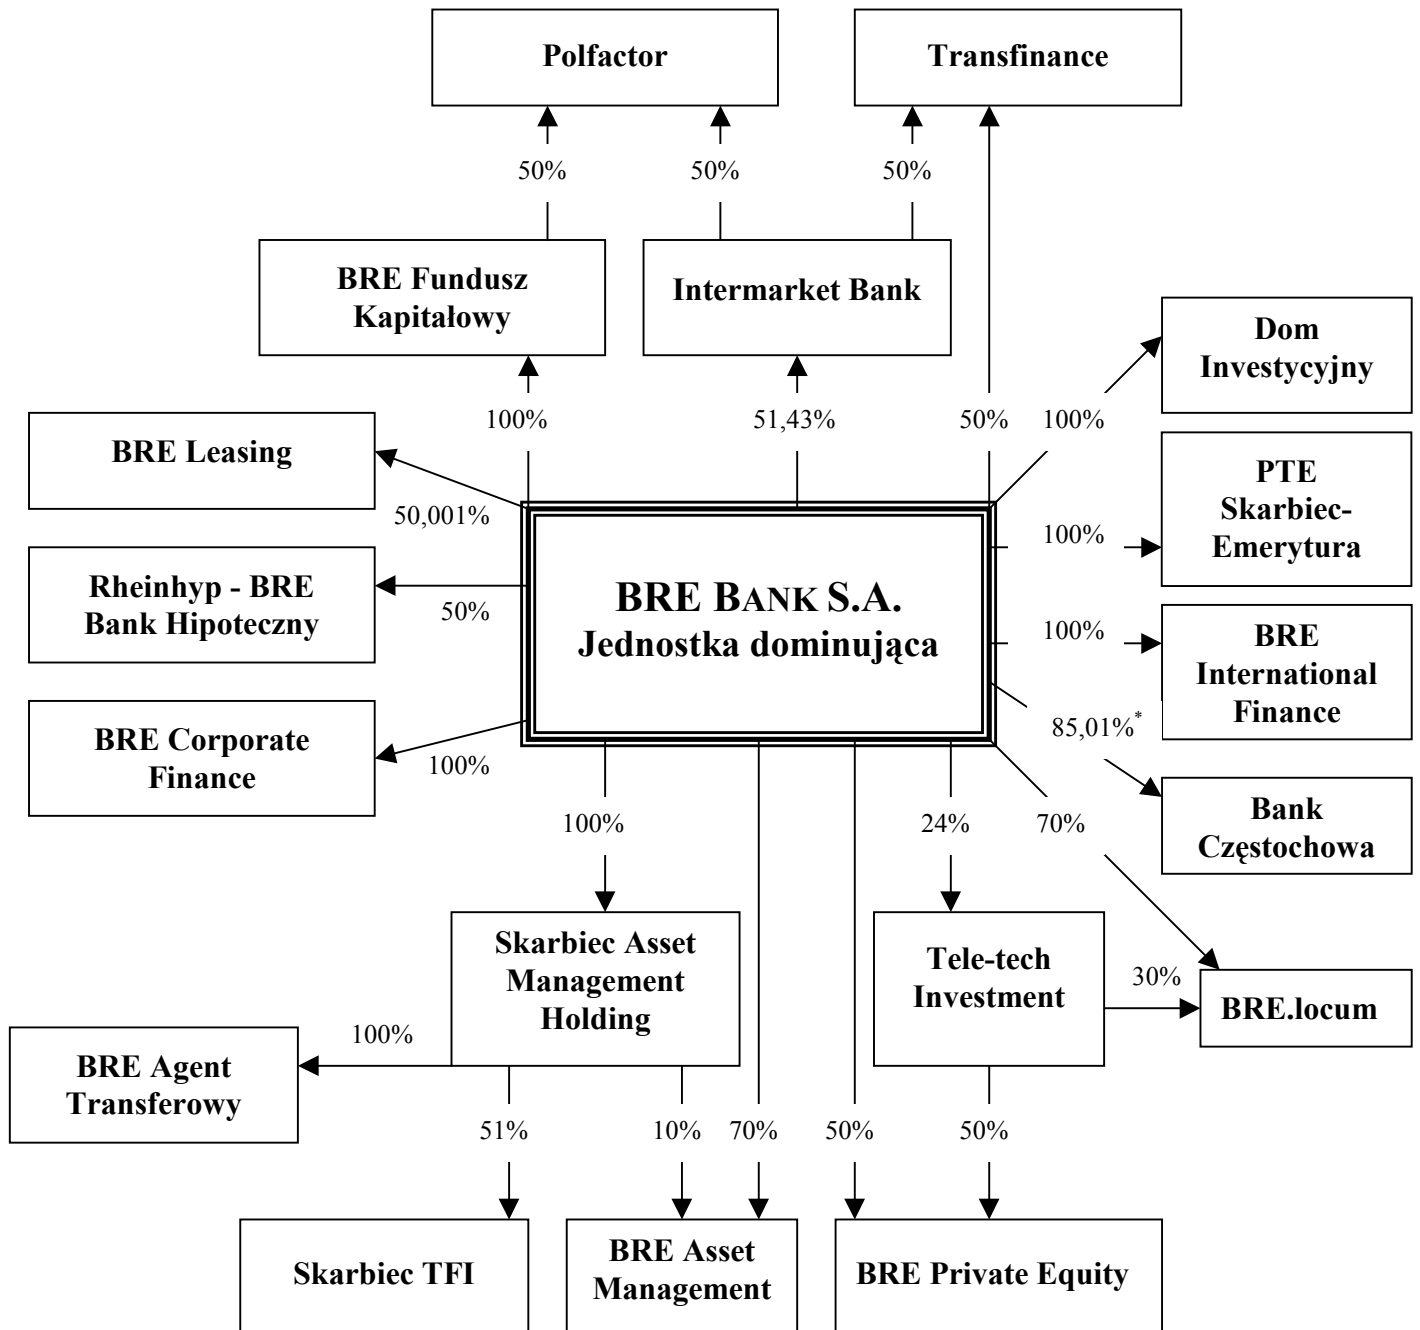 Polfactor
Transfinance
50%
50%
50%
BRE Fundusz
Kapitałowy
Intermarket Bank
Dom
Inwestycyjny
100%
51,43%
50%
100%
BRE Leasing
PTE
Skarbiec-
Emerytura
50,001%
100%
Rheinhyp - BRE
Bank Hipoteczny
50%
BRE BANK S.A.
Jednostka dominująca
100%
BRE
International
Finance
BRE Corporate
Finance
100%
85,01%*
Bank
Częstochowa
100%
24%
70%
Skarbiec Asset
Management
Holding
Tele-tech
Investment
30%
BRE.locum
100%
BRE Agent
Transferowy
51%
10%
70%
50%
50%
Skarbiec TFI
BRE Asset
Management
BRE Private Equity